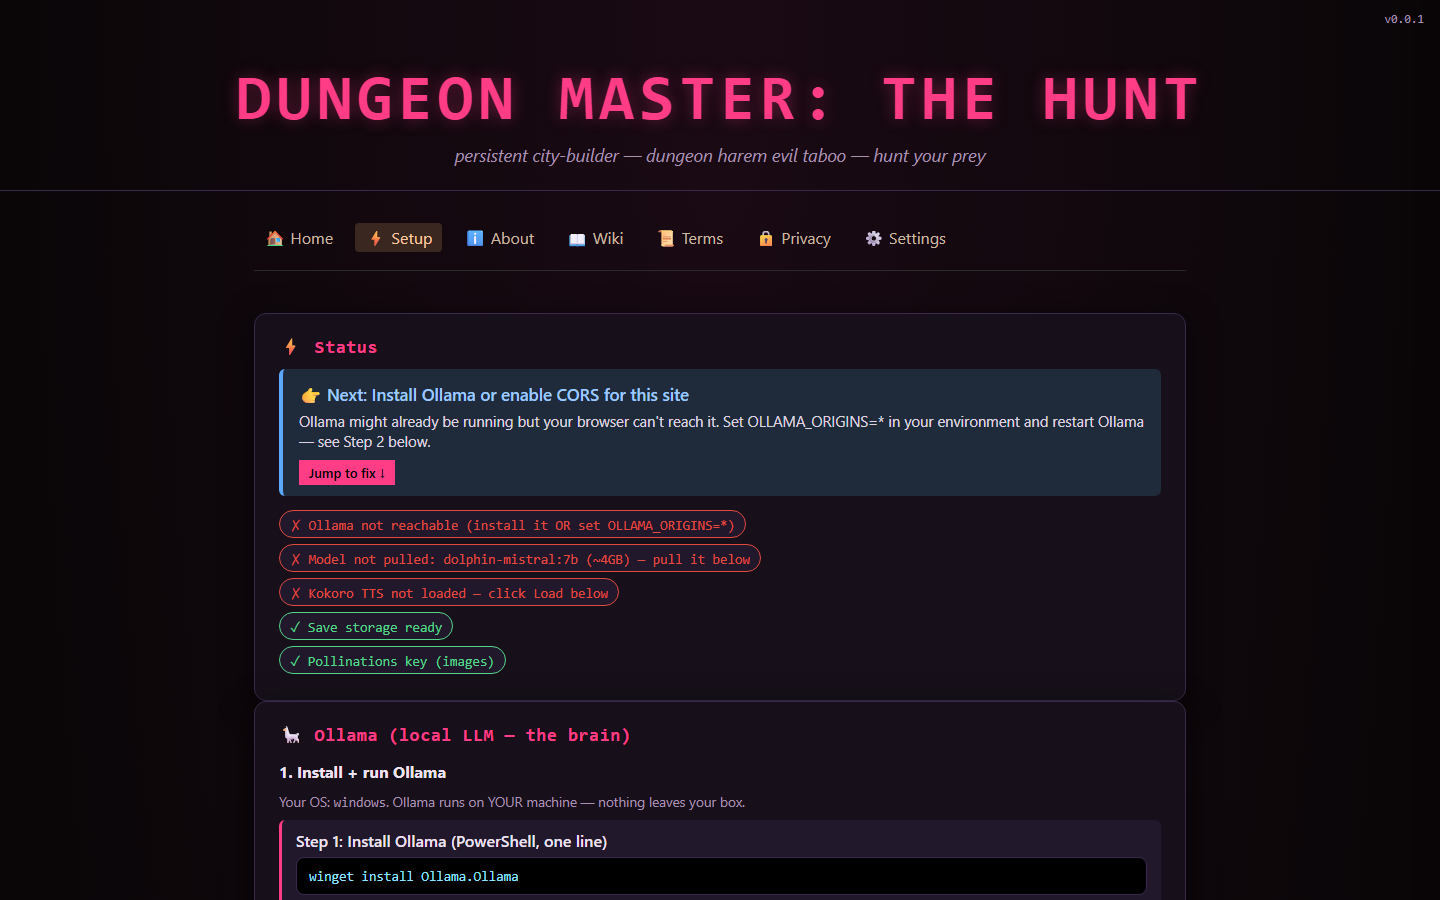 v0.0.1
DUNGEON MASTER: THE HUNT
persistent city-builder — dungeon harem evil taboo — hunt your prey
Home Setup About Wiki Terms Privacy Settings
Status
Next: Install Ollama or enable CORS for this site
Ollama might already be running but your browser can't reach it. Set OLLAMA_ORIGINS=* in your environment and restart Ollama
— see Step 2 below.
Jump to fix ↓
✗ Ollama not reachable (install it OR set OLLAMA_ORIGINS=*)
✗ Model not pulled: dolphin-mistral:7b (~4GB) — pull it below
✗ Kokoro TTS not loaded — click Load below
✓ Save storage ready
✓ Pollinations key (images)
Ollama (local LLM — the brain)
1. Install + run Ollama
Your OS: windows. Ollama runs on YOUR machine — nothing leaves your box.
Step 1: Install Ollama (PowerShell, one line)
winget install Ollama.Ollama